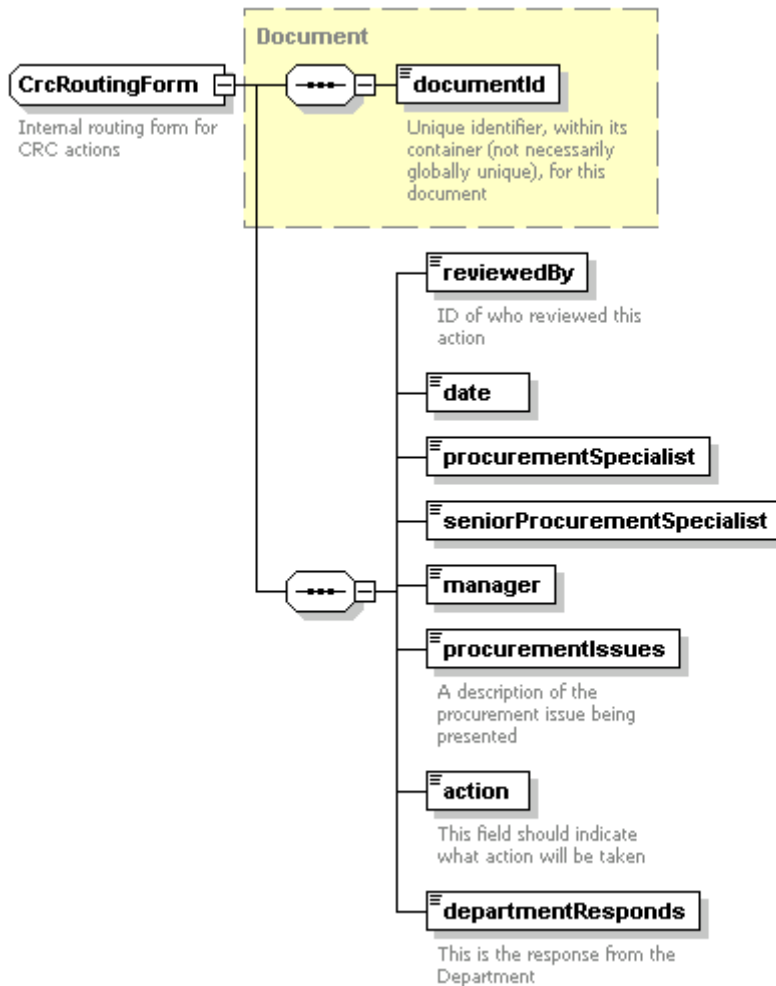 Document
CrcRoutingForm
Internal routing form for
CRC actions
documentId
Unique identifier, within its
container (not necessarily
globally unique), for this
document
reviewedBy
ID of who reviewed this
action
date
procurementSpecialist
seniorProcurementSpecialist
manager
procurementIssues
A description of the
procurement issue being
presented
action
This field should indicate
what action will be taken
departmentResponds
This is the response from the
Department